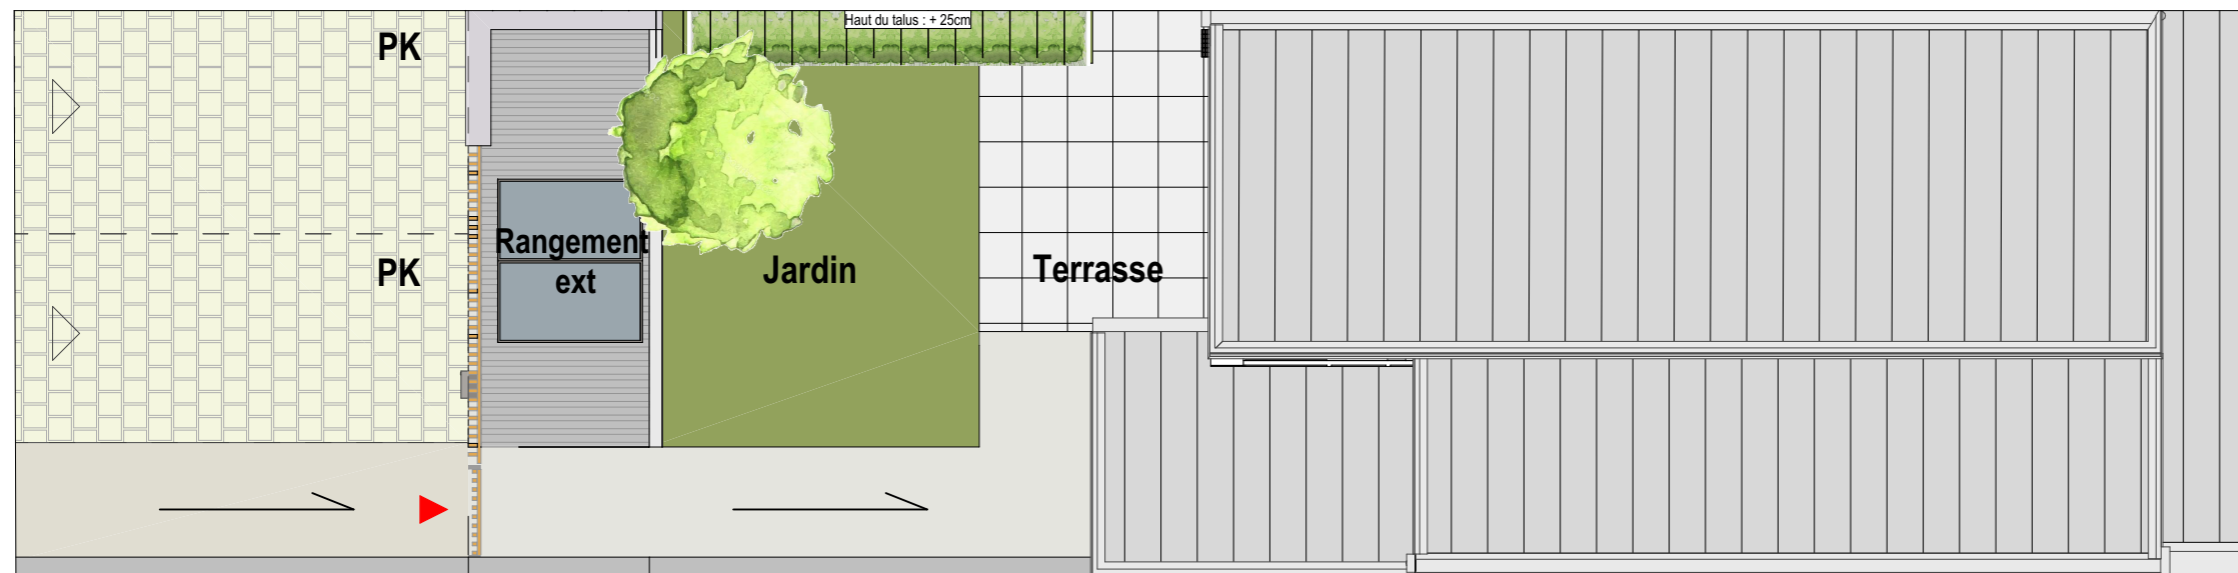 Haut du talus : + 25cm
PK
Rangement
ext
PK
Jardin
Terrasse